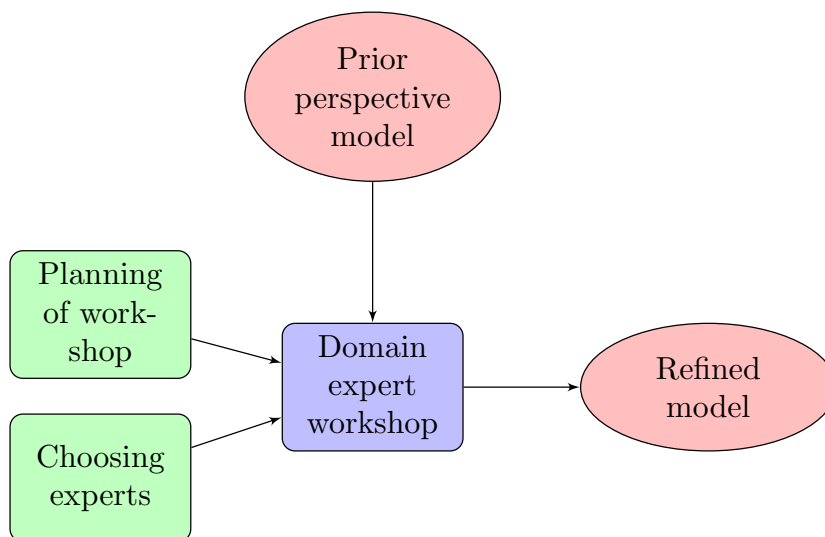 Prior
perspective
model
Planning
of work-
shop
Domain
expert
workshop
Refined
model
Choosing
experts